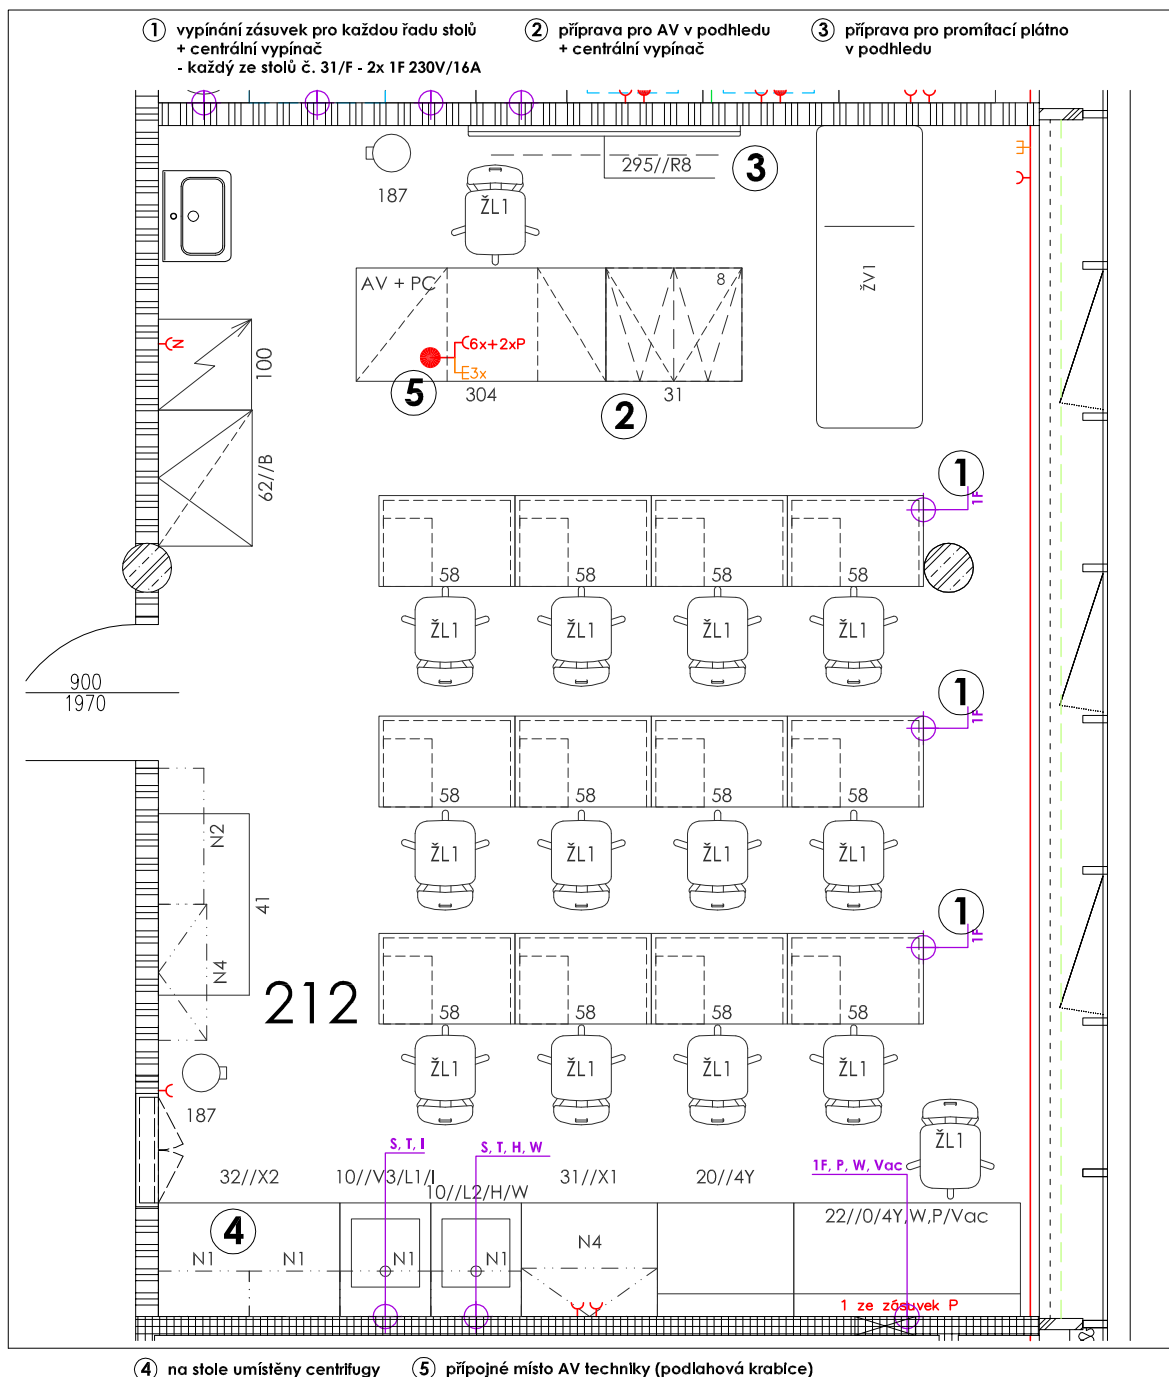 1 vypínání zásuvek pro každou řadu stolů
+ centrální vypínač
- každý ze stolů č. 31/F - 2x 1F 230V/16A
2 příprava pro AV v podhledu
+ centrální vypínač
3 příprava pro promítací plátno
v podhledu
187
295//R8
3
ŽL1
ŽV1
AV + PC
8
6x+2xP
3x
5
304
2
31
N
100
62//B
1
1F
58 58 58 58
ŽL1 ŽL1 ŽL1 ŽL1
900
1970
1
1F
58 58 58 58
ŽL1 ŽL1 ŽL1 ŽL1
N2
41
N4
212
1
1F
58 58 58 58
ŽL1 ŽL1 ŽL1 ŽL1
187
ŽL1
S, T, I
S, T, H, W
1F, P, W, Vac
32//X2
10//V3/L1/I
10//L2/H/W
31//X1
20//4Y
22//0/4Y,W,P/Vac
4
N1 N1 N1 N1
N4
1 ze zásuvek P
4 na stole umístěny centrifugy
5 přípojné místo AV techniky (podlahová krabice)